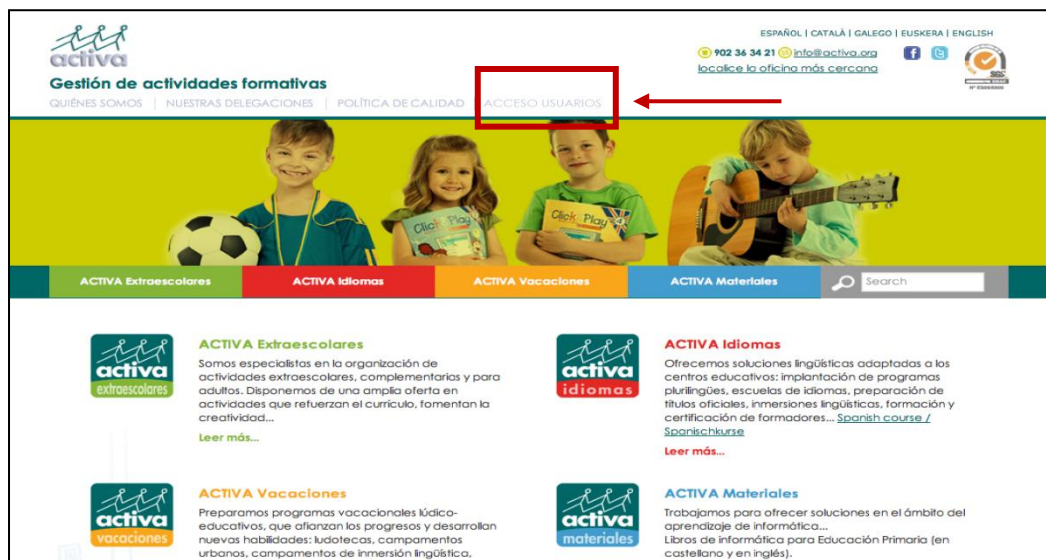 activa
ESPAÑOL | CATALÀ | GALEGO | EUSKERA | ENGLISH
902 36 34 21 info@activa.org
localice la oficina más cercana
SGS
Gestión de actividades formativas
QUIÉNES SOMOS | NUESTRAS DELEGACIONES | POLÍTICA DE CALIDAD | ACCESO USUARIOS
Click Play
Click Play 4
ACTIVA Extraescolares
ACTIVA Idiomas
ACTIVA Vacaciones
ACTIVA Materiales
Search
activa
extraescolares
ACTIVA Extraescolares
Somos especialistas en la organización de
actividades extraescolares, complementarias y para
adultos. Disponemos de una amplia oferta en
actividades que refuerzan el currículo, fomentan la
creatividad...
Leer más...
activa
idiomas
ACTIVA Idiomas
Ofrecemos soluciones lingüísticas adaptadas a los
centros educativos: implantación de programas
plurilingües, escuelas de idiomas, preparación de
títulos oficiales, inmersiones lingüísticas, formación y
certificación de formadores... Spanish course /
Spanischkurse
Leer más...
activa
vacaciones
ACTIVA Vacaciones
Preparamos programas vacacionales lúdico-
educativos, que afianzan los progresos y desarrollan
nuevas habilidades: ludotecas, campamentos
urbanos, campamentos de inmersión lingüística,
activa
materiales
ACTIVA Materiales
Trabajamos para ofrecer soluciones en el ámbito del
aprendizaje de informática...
Libros de informática para Educación Primaria (en
castellano y en inglés).